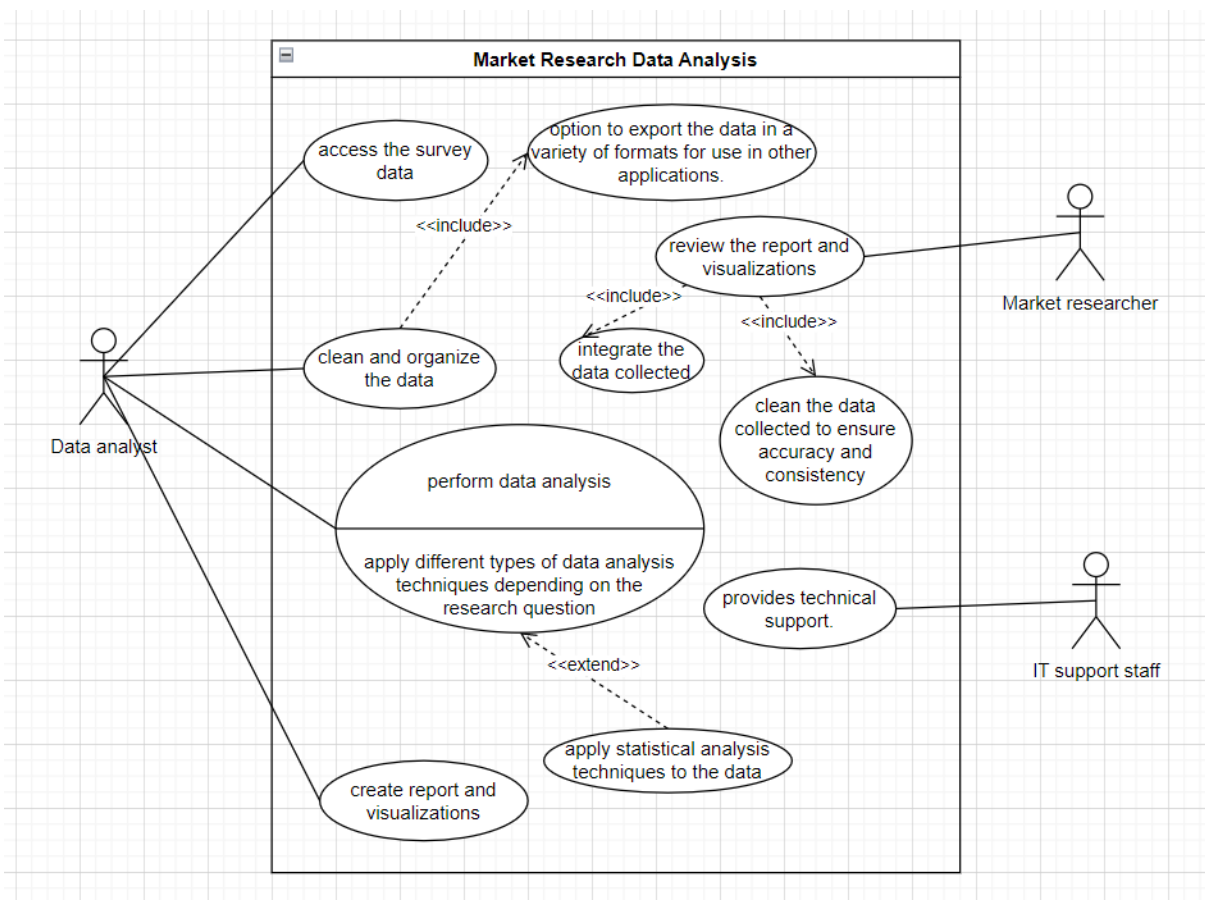 Market Research Data Analysis
access the survey
data
option to export the data in a
variety of formats for use in other
applications.
<<include>>
review the report and
visualizations
Market researcher
<<include>>
<<include>>
integrate the
data collected
clean and organize
the data
Data analyst
clean the data
collected to ensure
accuracy and
consistency
perform data analysis
apply different types of data analysis
techniques depending on the
research question
provides technical
support.
IT support staff
<<extend>>
apply statistical analysis
techniques to the data
create report and
visualizations